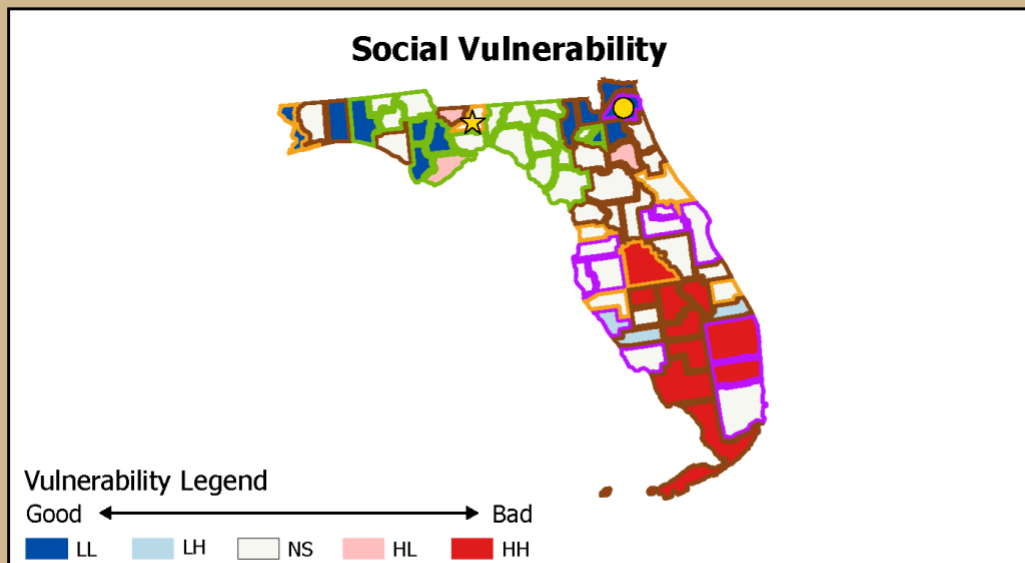 Social Vulnerability
Vulnerability Legend
Good Bad
LL LH NS HL HH